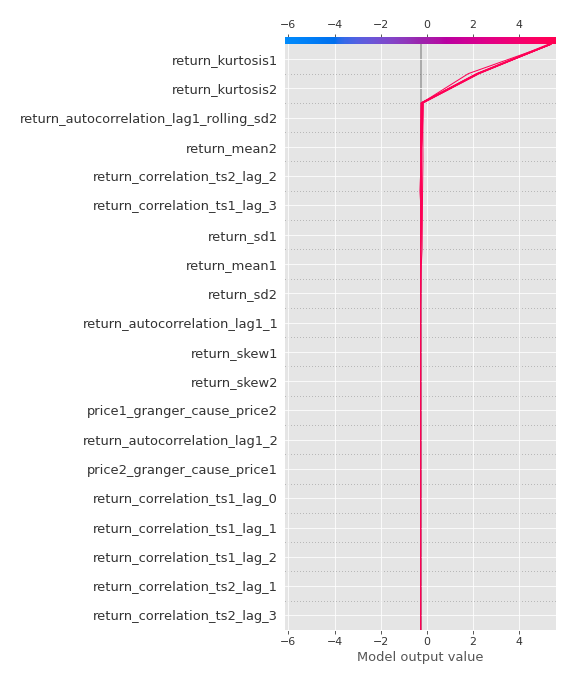 −6 −4 −2 0 2 4
return_kurtosis1
return_kurtosis2
return_autocorrelation_lag1_rolling_sd2
return_mean2
return_correlation_ts2_lag_2
return_correlation_ts1_lag_3
return_sd1
return_mean1
return_sd2
return_autocorrelation_lag1_1
return_skew1
return_skew2
price1_granger_cause_price2
return_autocorrelation_lag1_2
price2_granger_cause_price1
return_correlation_ts1_lag_0
return_correlation_ts1_lag_1
return_correlation_ts1_lag_2
return_correlation_ts2_lag_1
return_correlation_ts2_lag_3
−6 −4 −2 0 2 4
Model output value